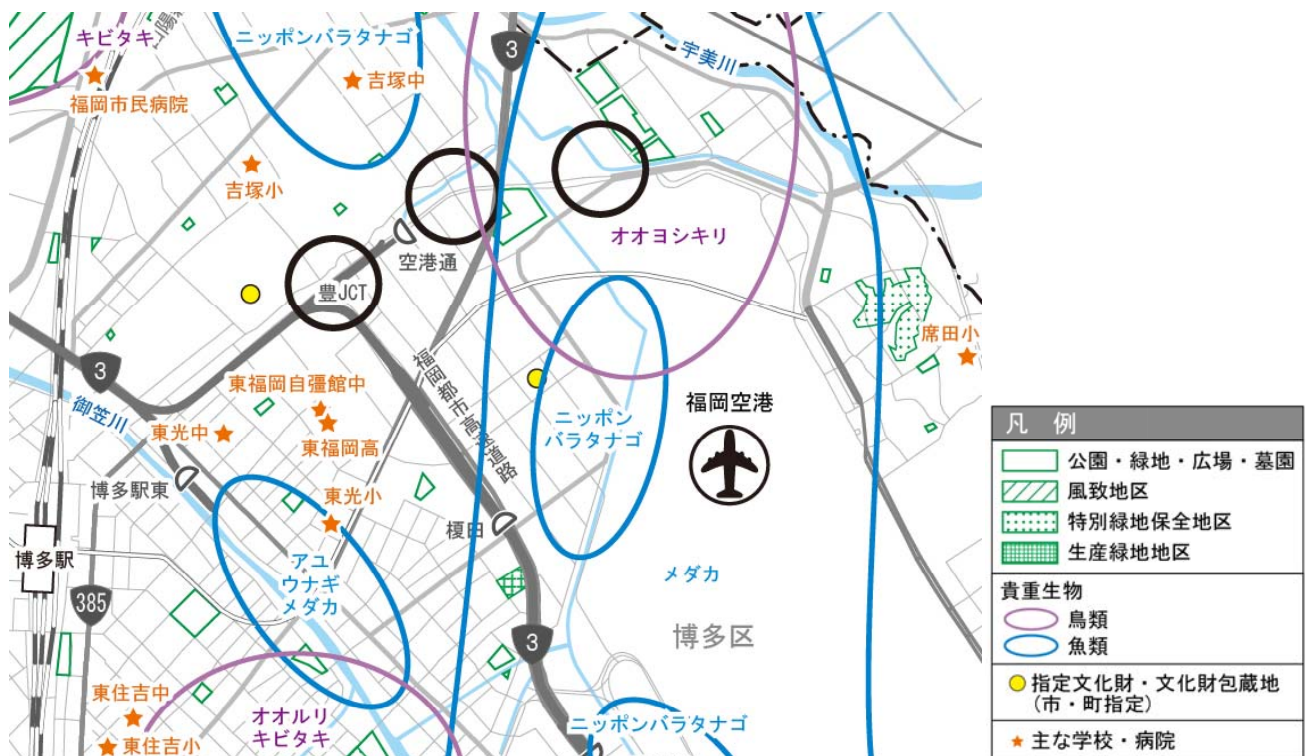 キビタキ
ニッポンバラタナゴ
3
宇美川
吉塚中
福岡市民病院
吉塚小
オオヨシキリ
空港通
豊JCT
席田小
3
福岡都市高速道路
東福岡自彊館中
御笠川
福岡空港
東光中
東福岡高
ニッポン
バラタナゴ
博多駅東
東光小
榎田
博多駅
アユ
ウナギ
メダカ
メダカ
385
3
博多区
東住吉中
オオルリ
キビタキ
ニッポンバラタナゴ
東住吉小
凡 例
公園・緑地・広場・墓園
風致地区
特別緑地保全地区
生産緑地地区
貴重生物
鳥類
魚類
指定文化財・文化財包蔵地
(市・町指定)
主な学校・病院